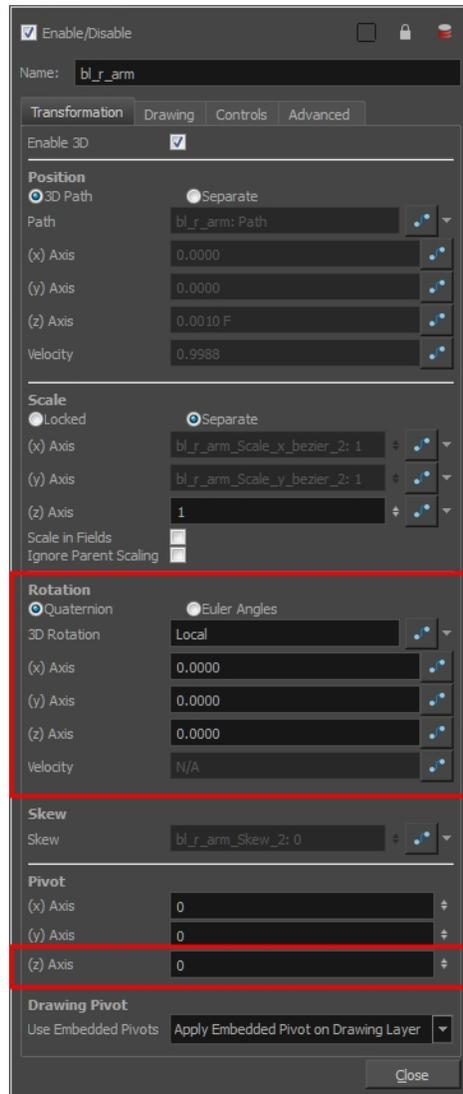 Enable/Disable
Name: bl_r_arm
Transformation Drawing Controls Advanced
Enable 3D
Position
3D Path Separate
Path bl_r_arm: Path
(x) Axis 0.0000
(y) Axis 0.0000
(z) Axis 0.0010 F
Velocity 0.9988
Scale
Locked Separate
(x) Axis bl_r_arm_Scale_x_bezier_2: 1
(y) Axis bl_r_arm_Scale_y_bezier_2: 1
(z) Axis 1
Scale in Fields
Ignore Parent Scaling
Rotation
Quaternion Euler Angles
3D Rotation Local
(x) Axis 0.0000
(y) Axis 0.0000
(z) Axis 0.0000
Velocity N/A
Skew
Skew bl_r_arm_Skew_2: 0
Pivot
(x) Axis 0
(y) Axis 0
(z) Axis 0
Drawing Pivot
Use Embedded Pivots Apply Embedded Pivot on Drawing Layer
Close